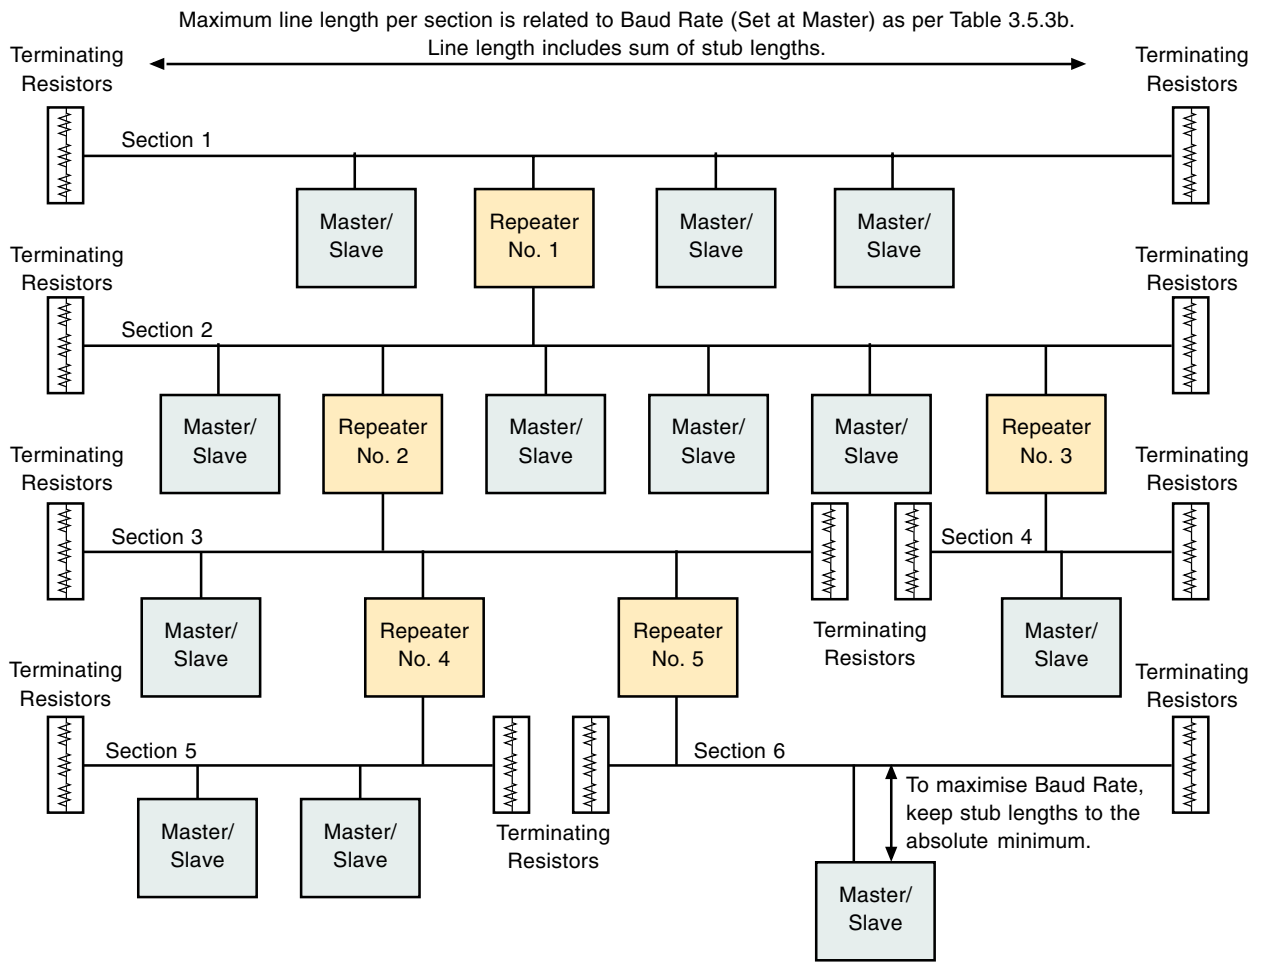 Maximum line length per section is related to Baud Rate (Set at Master) as per Table 3.5.3b.
Line length includes sum of stub lengths.
Terminating
Resistors
Terminating
Resistors
Section 1
Master/
Slave
Repeater
No. 1
Master/
Slave
Master/
Slave
Terminating
Resistors
Terminating
Resistors
Section 2
Master/
Slave
Repeater
No. 2
Master/
Slave
Master/
Slave
Master/
Slave
Repeater
No. 3
Terminating
Resistors
Terminating
Resistors
Section 3
Section 4
Master/
Slave
Repeater
No. 4
Repeater
No. 5
Terminating
Resistors
Master/
Slave
Terminating
Resistors
Terminating
Resistors
Section 5
Section 6
Master/
Slave
Master/
Slave
Terminating
Resistors
To maximise Baud Rate,
keep stub lengths to the
absolute minimum.
Master/
Slave